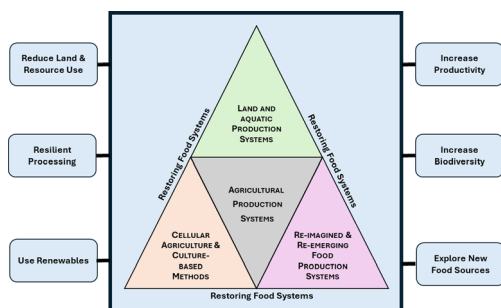 Reduce Land &
Resource Use
Resilient
Processing
Use Renewables
Restoring Food Systems
LAND AND
AQUATIC
PRODUCTION
SYSTEMS
Restoring Food Systems
AGRICULTURAL
PRODUCTION
SYSTEMS
CELLULAR
AGRICULTURE &
CULTURE-
BASED
METHODS
RE-IMAGINED &
RE-EMERGING
FOOD
PRODUCTION
SYSTEMS
Restoring Food Systems
Increase
Productivity
Increase
Biodiversity
Explore New
Food Sources